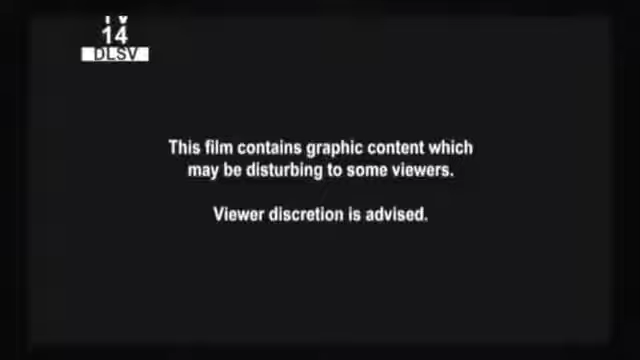 TV
14
DLSV
This film contains graphic content which
may be disturbing to some viewers.
Viewer discretion is advised.